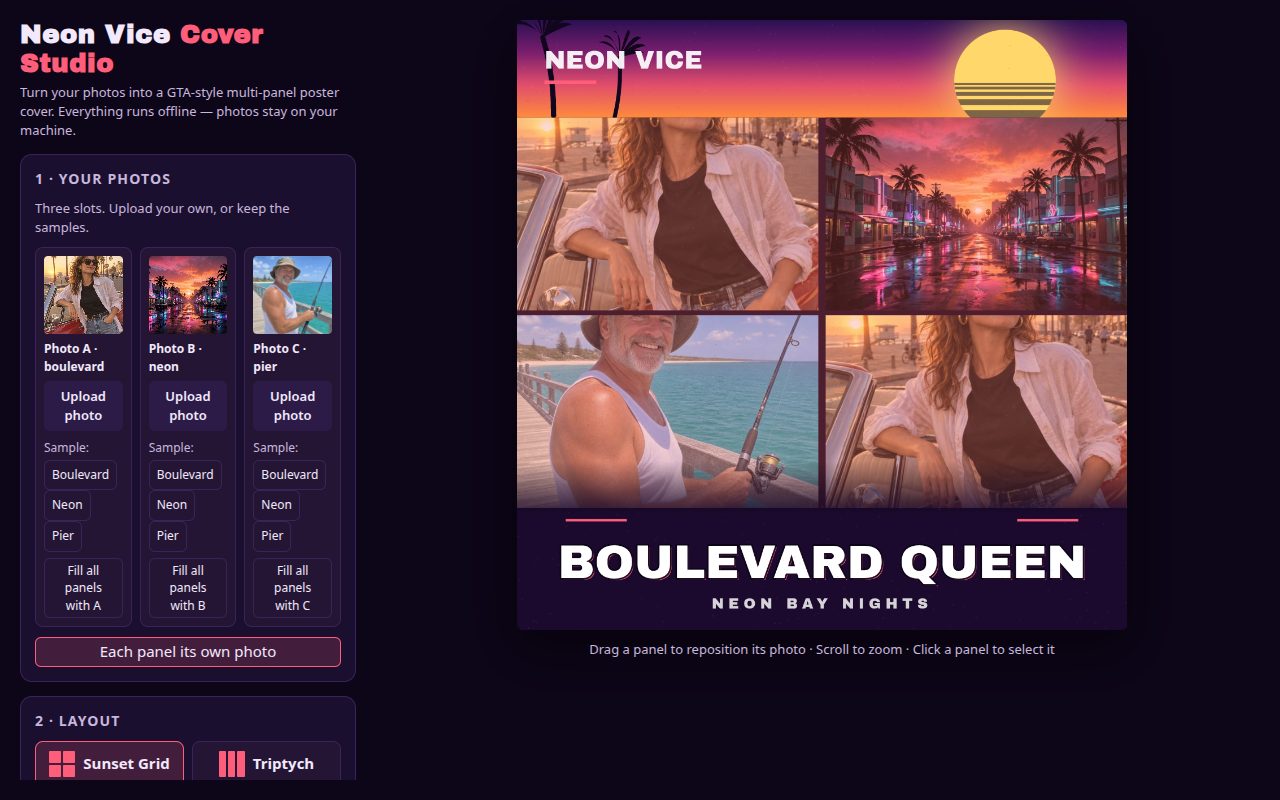 Neon Vice Cover
Studio
Turn your photos into a GTA-style multi-panel poster
cover. Everything runs offline — photos stay on your
machine.
1 · YOUR PHOTOS
Three slots. Upload your own, or keep the
samples.
Photo A ·
boulevard
Upload
photo
Sample:
Boulevard
Neon
Pier
Fill all
panels
with A
Photo B ·
neon
Upload
photo
Sample:
Boulevard
Neon
Pier
Fill all
panels
with B
Photo C ·
pier
Upload
photo
Sample:
Boulevard
Neon
Pier
Fill all
panels
with C
Each panel its own photo
2 · LAYOUT
Sunset Grid
Triptych
NEON VICE
BOULEVARD QUEEN
NEON BAY NIGHTS
Drag a panel to reposition its photo · Scroll to zoom · Click a panel to select it